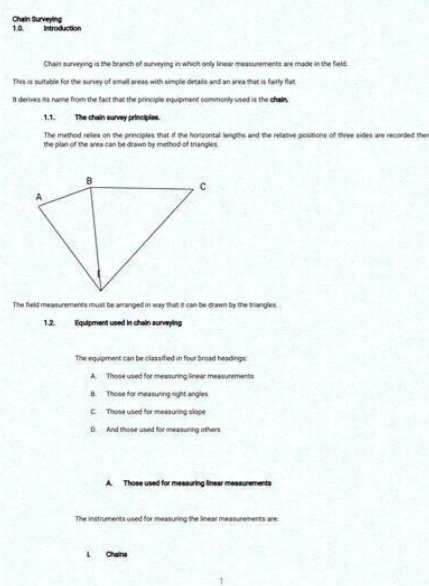 Chain Surveying
1.0. Introduction
Chain surveying is the branch of surveying in which only linear measurements are made in the field.
This is suitable for the survey of small areas with simple details and an area that is fairly flat.
It derives its name from the fact that the principle equipment commonly used is the chain.
1.1. The chain survey principles.
The method relies on the principles that if the horizontal lengths and the relative positions of three sides are recorded then
the plan of the area can be drawn by method of triangles.
B
C
A
The field measurements must be arranged in way that it can be drawn by the triangles.
1.2. Equipment used in chain surveying
The equipment can be classified in four broad headings:
A. Those used for measuring linear measurements
B. Those for measuring right angles
C. Those used for measuring slope
D. And those used for measuring others
A. Those used for measuring linear measurements
The instruments used for measuring the linear measurements are:
i. Chains
1